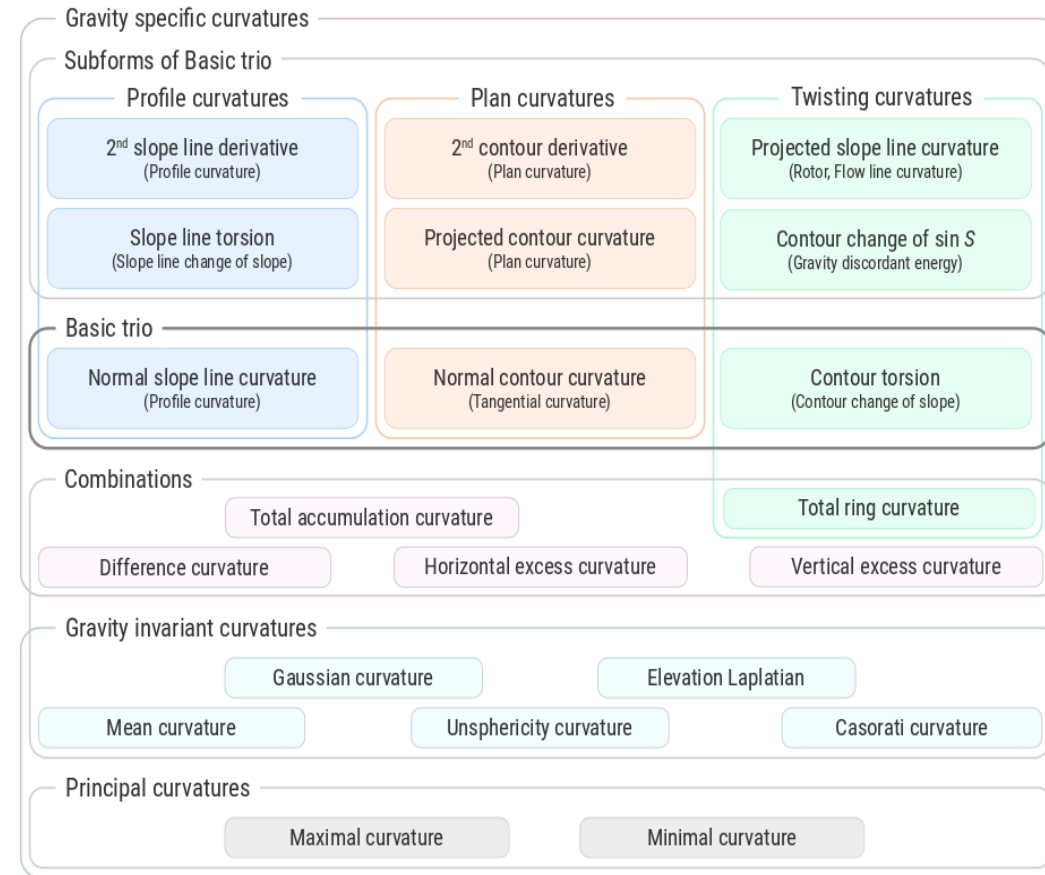 Gravity specific curvatures
Subforms of Basic trio
Profile curvatures
Plan curvatures
Twisting curvatures
2nd slope line derivative
(Profile curvature)
2nd contour derivative
(Plan curvature)
Projected slope line curvature
(Rotor, Flow line curvature)
Slope line torsion
(Slope line change of slope)
Projected contour curvature
(Plan curvature)
Contour change of sin S
(Gravity discordant energy)
Basic trio
Normal slope line curvature
(Profile curvature)
Normal contour curvature
(Tangential curvature)
Contour torsion
(Contour change of slope)
Combinations
Total accumulation curvature
Total ring curvature
Difference curvature
Horizontal excess curvature
Vertical excess curvature
Gravity invariant curvatures
Gaussian curvature
Elevation Laplatian
Mean curvature
Unsphericity curvature
Casorati curvature
Principal curvatures
Maximal curvature
Minimal curvature